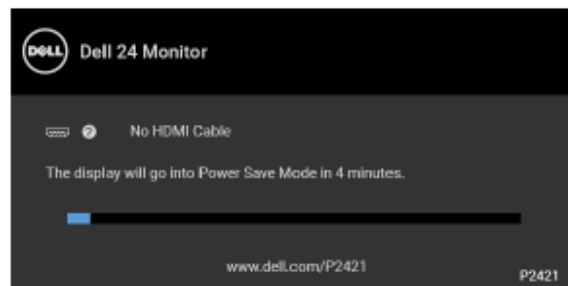 DELL Dell 24 Monitor
? No HDMI Cable
The display will go into Power Save Mode in 4 minutes.
www.dell.com/P2421
P2421